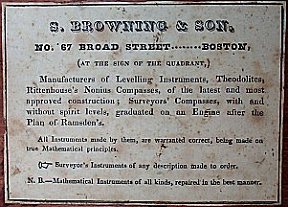 S. BROWNING & SON,
NO. '67 BROAD STREET........BOSTON,
(AT THE SIGN OF THE QUADRANT,)
Manufacturers of Levelling Instruments, Theodolites,
Rittenhouse's Nonius Compasses, of the latest and most
approved construction; Surveyors' Compasses, with and
without spirit levels, graduated on an Engine after the
Plan of Ramsden's.
All Instruments made by them, are warranted correct, being made on
true Mathematical principles.
☞ Surveyor's Instruments of any description made to order.
N. B.—Mathematical Instruments of all kinds, repaired in the best manner.